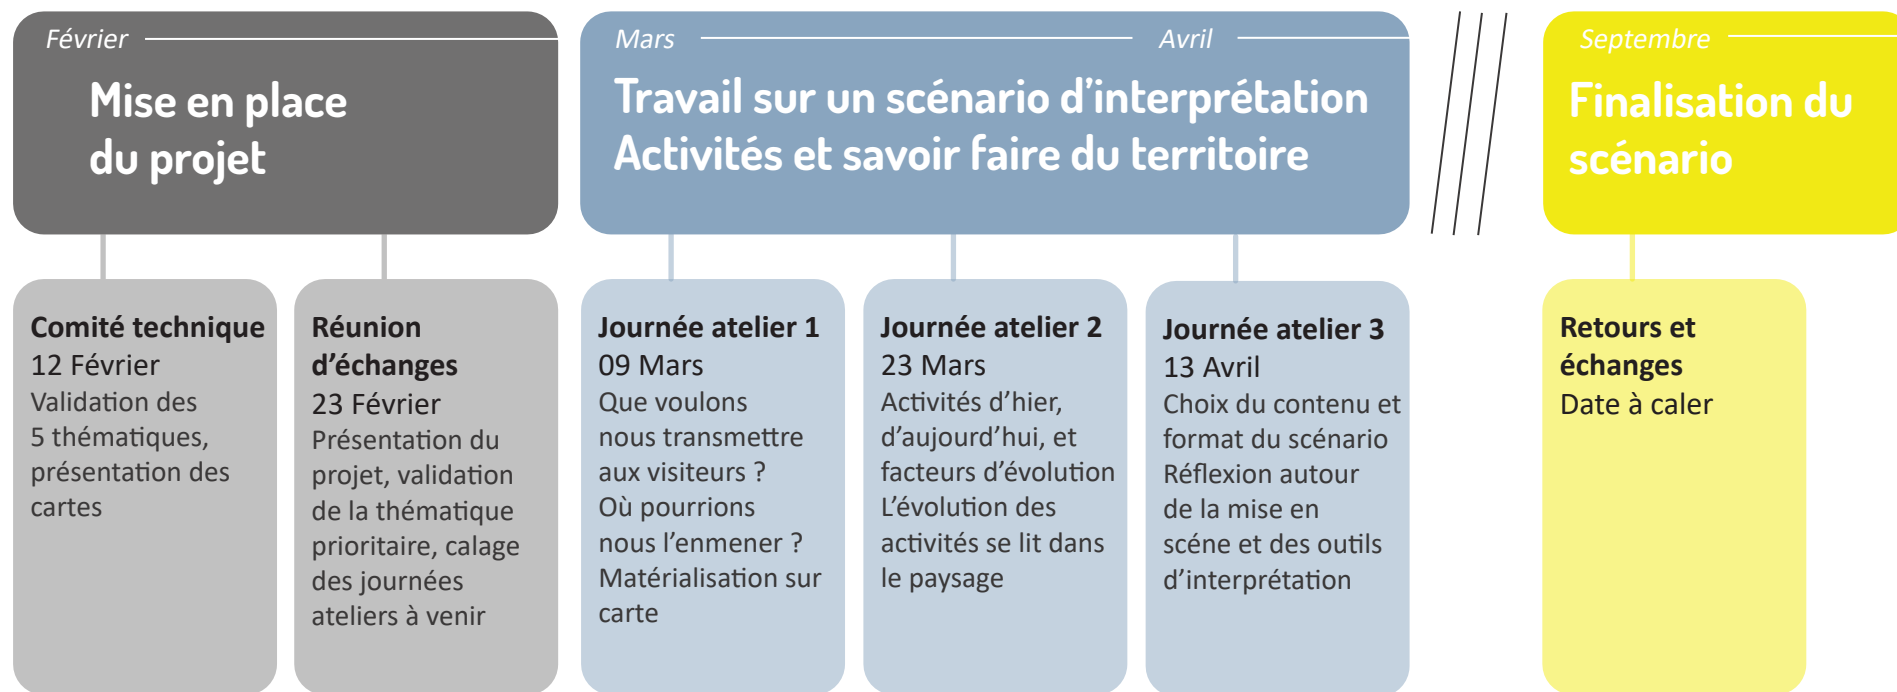 Février
Mise en place
du projet
Mars
Avril
Travail sur un scénario d’interprétation
Activités et savoir faire du territoire
Septembre
Finalisation du
scénario
Comité technique
12 Février
Validation des
5 thématiques,
présentation des
cartes
Réunion
d’échanges
23 Février
Présentation du
projet, validation
de la thématique
prioritaire, calage
des journées
ateliers à venir
Journée atelier 1
09 Mars
Que voulons
nous transmettre
aux visiteurs ?
Où pourrions
nous l’enmener ?
Matérialisation sur
carte
Journée atelier 2
23 Mars
Activités d’hier,
d’aujourd’hui, et
facteurs d’évolution
L’évolution des
activités se lit dans
le paysage
Journée atelier 3
13 Avril
Choix du contenu et
format du scénario
Réflexion autour
de la mise en
scéne et des outils
d’interprétation
Retours et
échanges
Date à caler